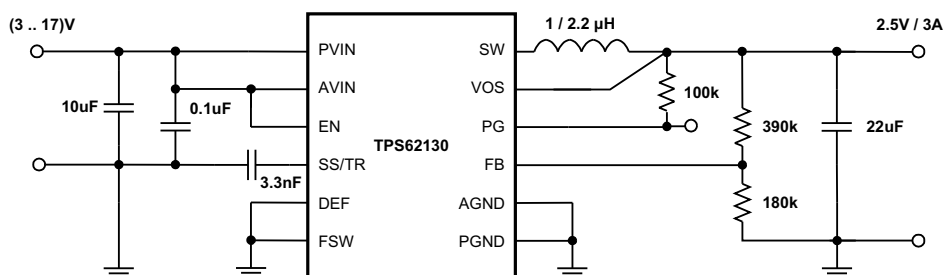 (3 .. 17)V
1 / 2.2 µH
2.5V / 3A
PVIN
SW
AVIN
VOS
10uF
0.1uF
100k
EN
TPS62130
PG
390k
22uF
SS/TR
FB
3.3nF
DEF
AGND
180k
FSW
PGND